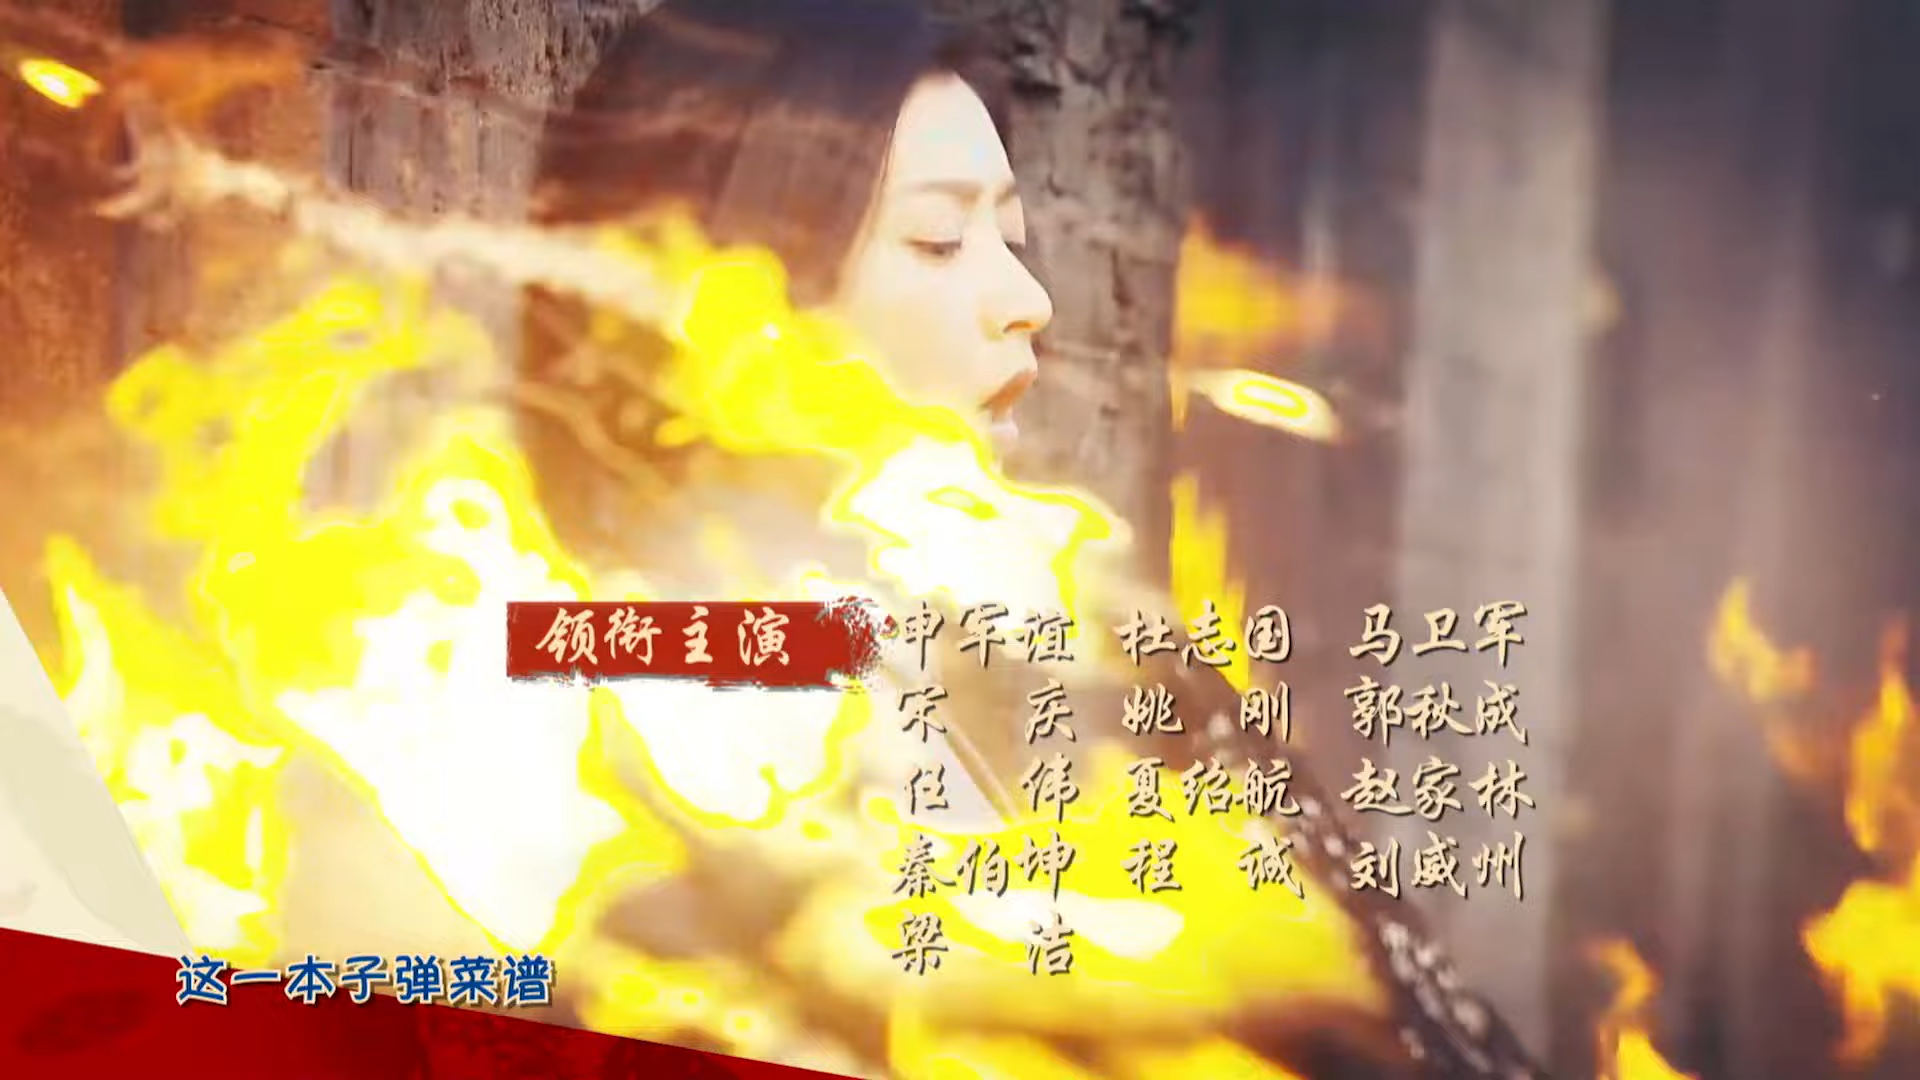 领衔主演 申军谊 杜志国 马卫军
宋庆 姚刚 郭秋成
任伟 夏绍航 赵家林
秦伯坤 程诚 刘威州
梁洁
这一本子弹菜谱